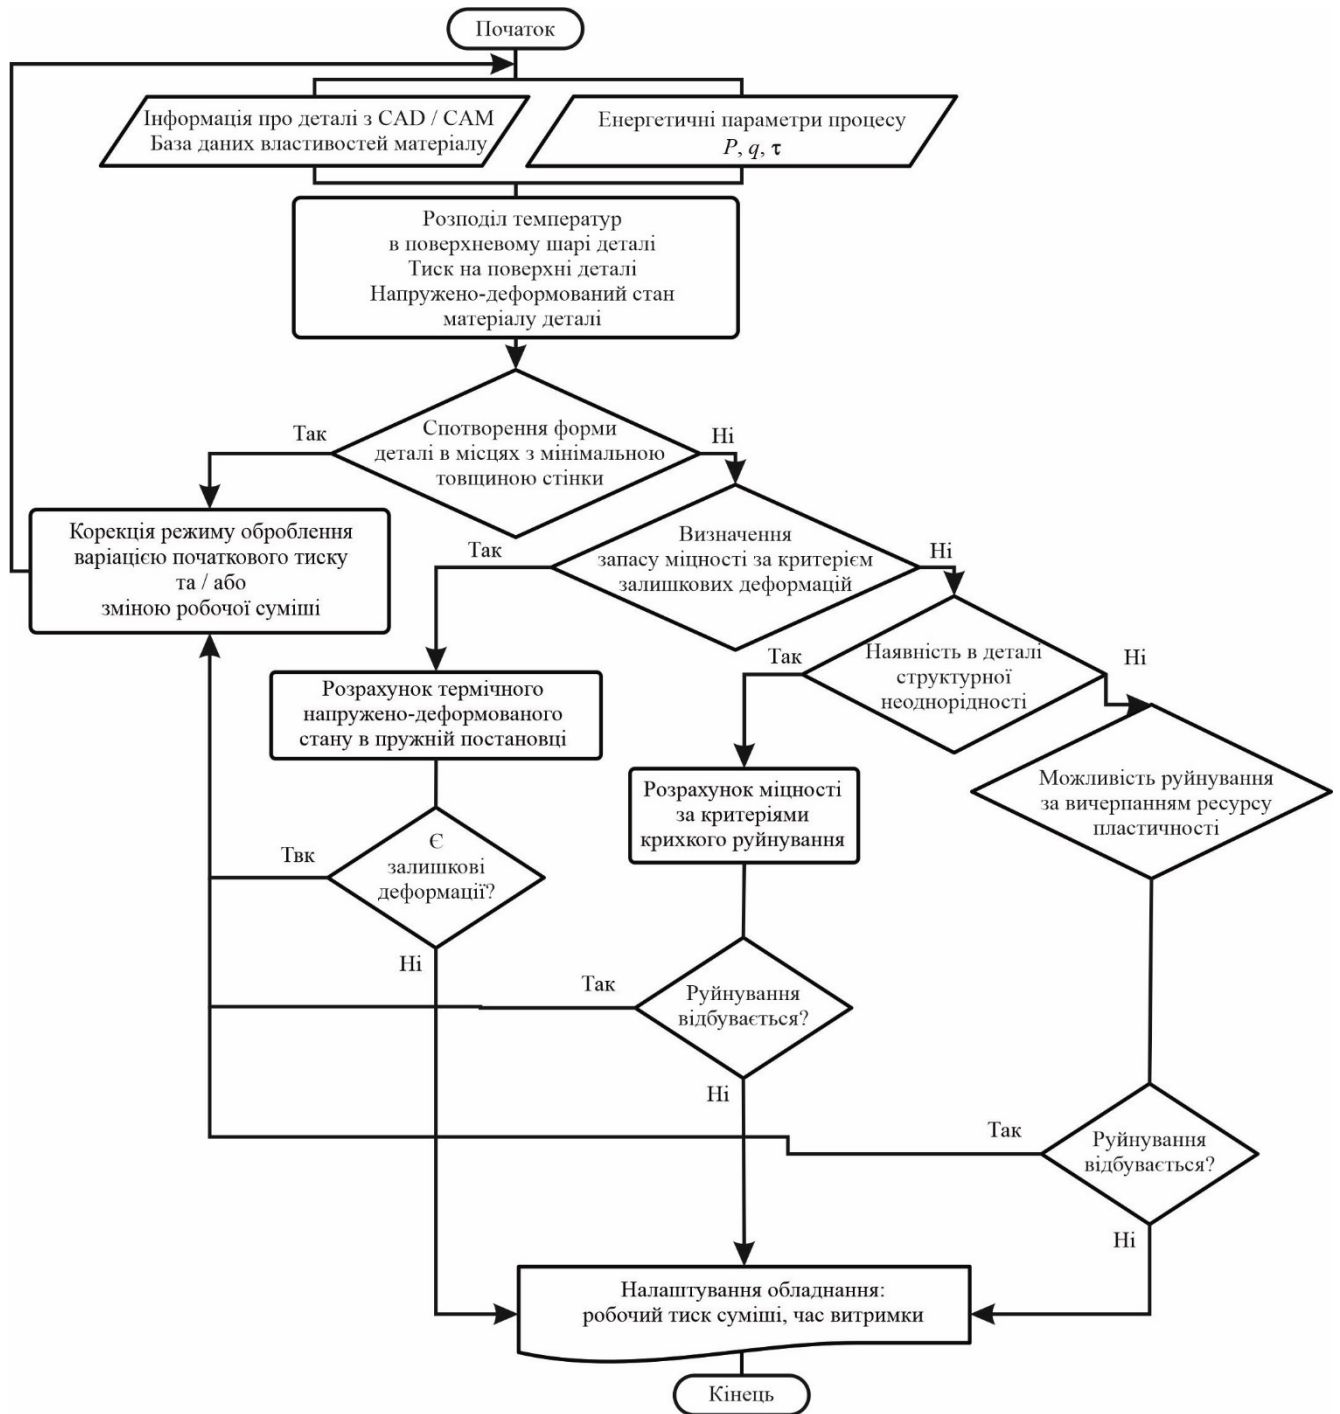 Початок
Інформація про деталі з CAD / CAM
База даних властивостей матеріалу
Енергетичні параметри процесу
P, q, τ
Розподіл температур
в поверхневому шарі деталі
Тиск на поверхні деталі
Напружено-деформований стан
матеріалу деталі
Спотворення форми
деталі в місцях з мінімальною
товщиною стінки
Так
Ні
Корекція режиму оброблення
варіацією початкового тиску
та / або
зміною робочої суміші
Визначення
запасу міцності за критерієм
залишкових деформацій
Так
Ні
Розрахунок термічного
напружено-деформованого
стану в пружній постановці
Наявність в деталі
структурної
неоднорідності
Так
Ні
Розрахунок міцності
за критеріями
крихкого руйнування
Можливість руйнування
за вичерпанням ресурсу
пластичності
Є
залишкові
деформації?
Твк
Ні
Руйнування
відбувається?
Так
Ні
Руйнування
відбувається?
Так
Ні
Налаштування обладнання:
робочий тиск суміші, час витримки
Кінець